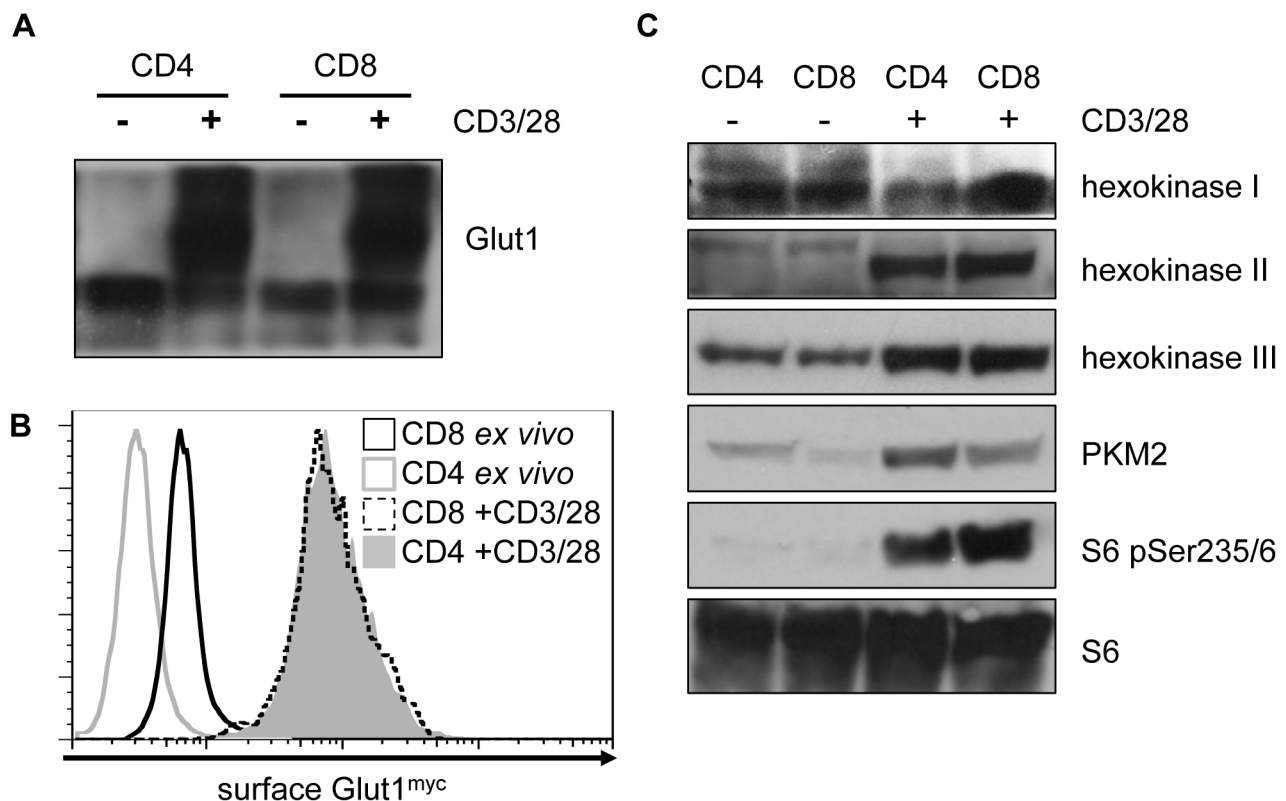 A
CD4 CD8
- + - + CD3/28
Glut1
B
CD8 ex vivo
CD4 ex vivo
CD8 +CD3/28
CD4 +CD3/28
surface Glut1myc
C
CD4 CD8 CD4 CD8
- - + + CD3/28
hexokinase I
hexokinase II
hexokinase III
PKM2
S6 pSer235/6
S6